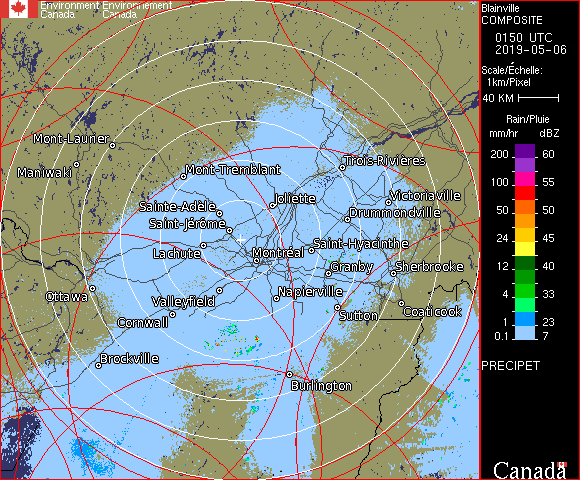 Environment Environnement
Canada Canada
Blainville
COMPOSITE
0150 UTC
2019-05-06
Scale/Échelle:
1km/Pixel
40 KM
Rain/Pluie
mm/hr dBZ
200 60
100 55
50 50
24 45
12 40
4 33
1 23
0.1 7
PRECIPET
Canada
Mont-Laurier
Maniwaki
Mont-Tremblant
Trois-Rivières
Sainte-Adèle
Joliette
Victoriaville
Saint-Jérôme
Drummondville
Lachute
Montréal
Saint-Hyacinthe
Granby
Sherbrooke
Ottawa
Valleyfield
Napierville
Cornwall
Sutton
Coaticook
Brockville
Burlington